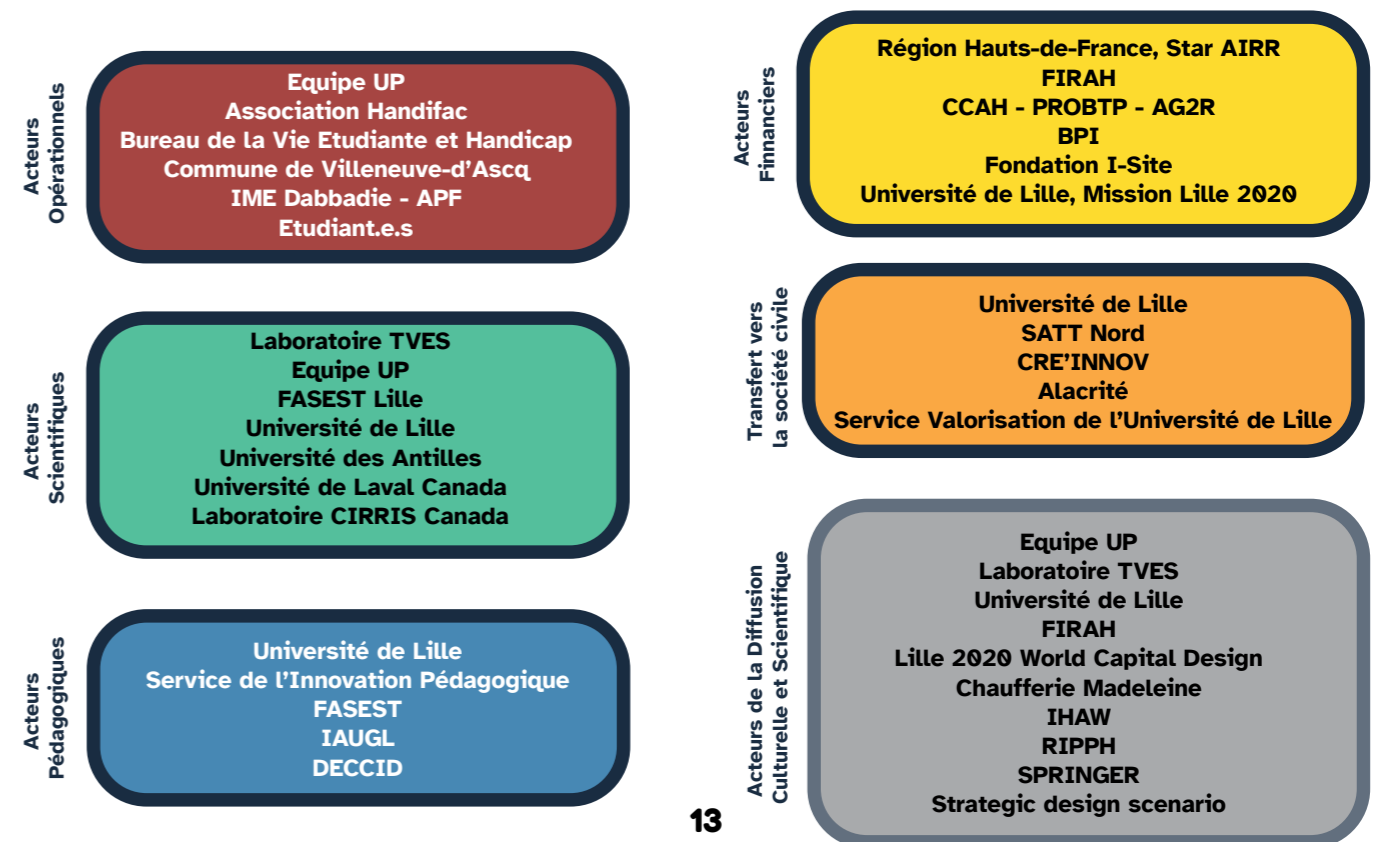 Acteurs
Opérationnels
Equipe UP
Association Handifac
Bureau de la Vie Etudiante et Handicap
Commune de Villeneuve-d’Ascq
IME Dabbadie - APF
Etudiant.e.s
Acteurs
Scientifiques
Laboratoire TVES
Equipe UP
FASEST Lille
Université de Lille
Université des Antilles
Université de Laval Canada
Laboratoire CIRRIS Canada
Acteurs
Pédagogiques
Université de Lille
Service de l’Innovation Pédagogique
FASEST
IAUGL
DECCID
Acteurs
Finnanciers
Région Hauts-de-France, Star AIRR
FIRAH
CCAH - PROBTP - AG2R
BPI
Fondation I-Site
Université de Lille, Mission Lille 2020
Transfert vers
la société civile
Université de Lille
SATT Nord
CRE’INNOV
Alacrité
Service Valorisation de l’Université de Lille
Acteurs de la Diffusion
Culturelle et Scientifique
Equipe UP
Laboratoire TVES
Université de Lille
FIRAH
Lille 2020 World Capital Design
Chaufferie Madeleine
IHAW
RIPPH
SPRINGER
Strategic design scenario
13